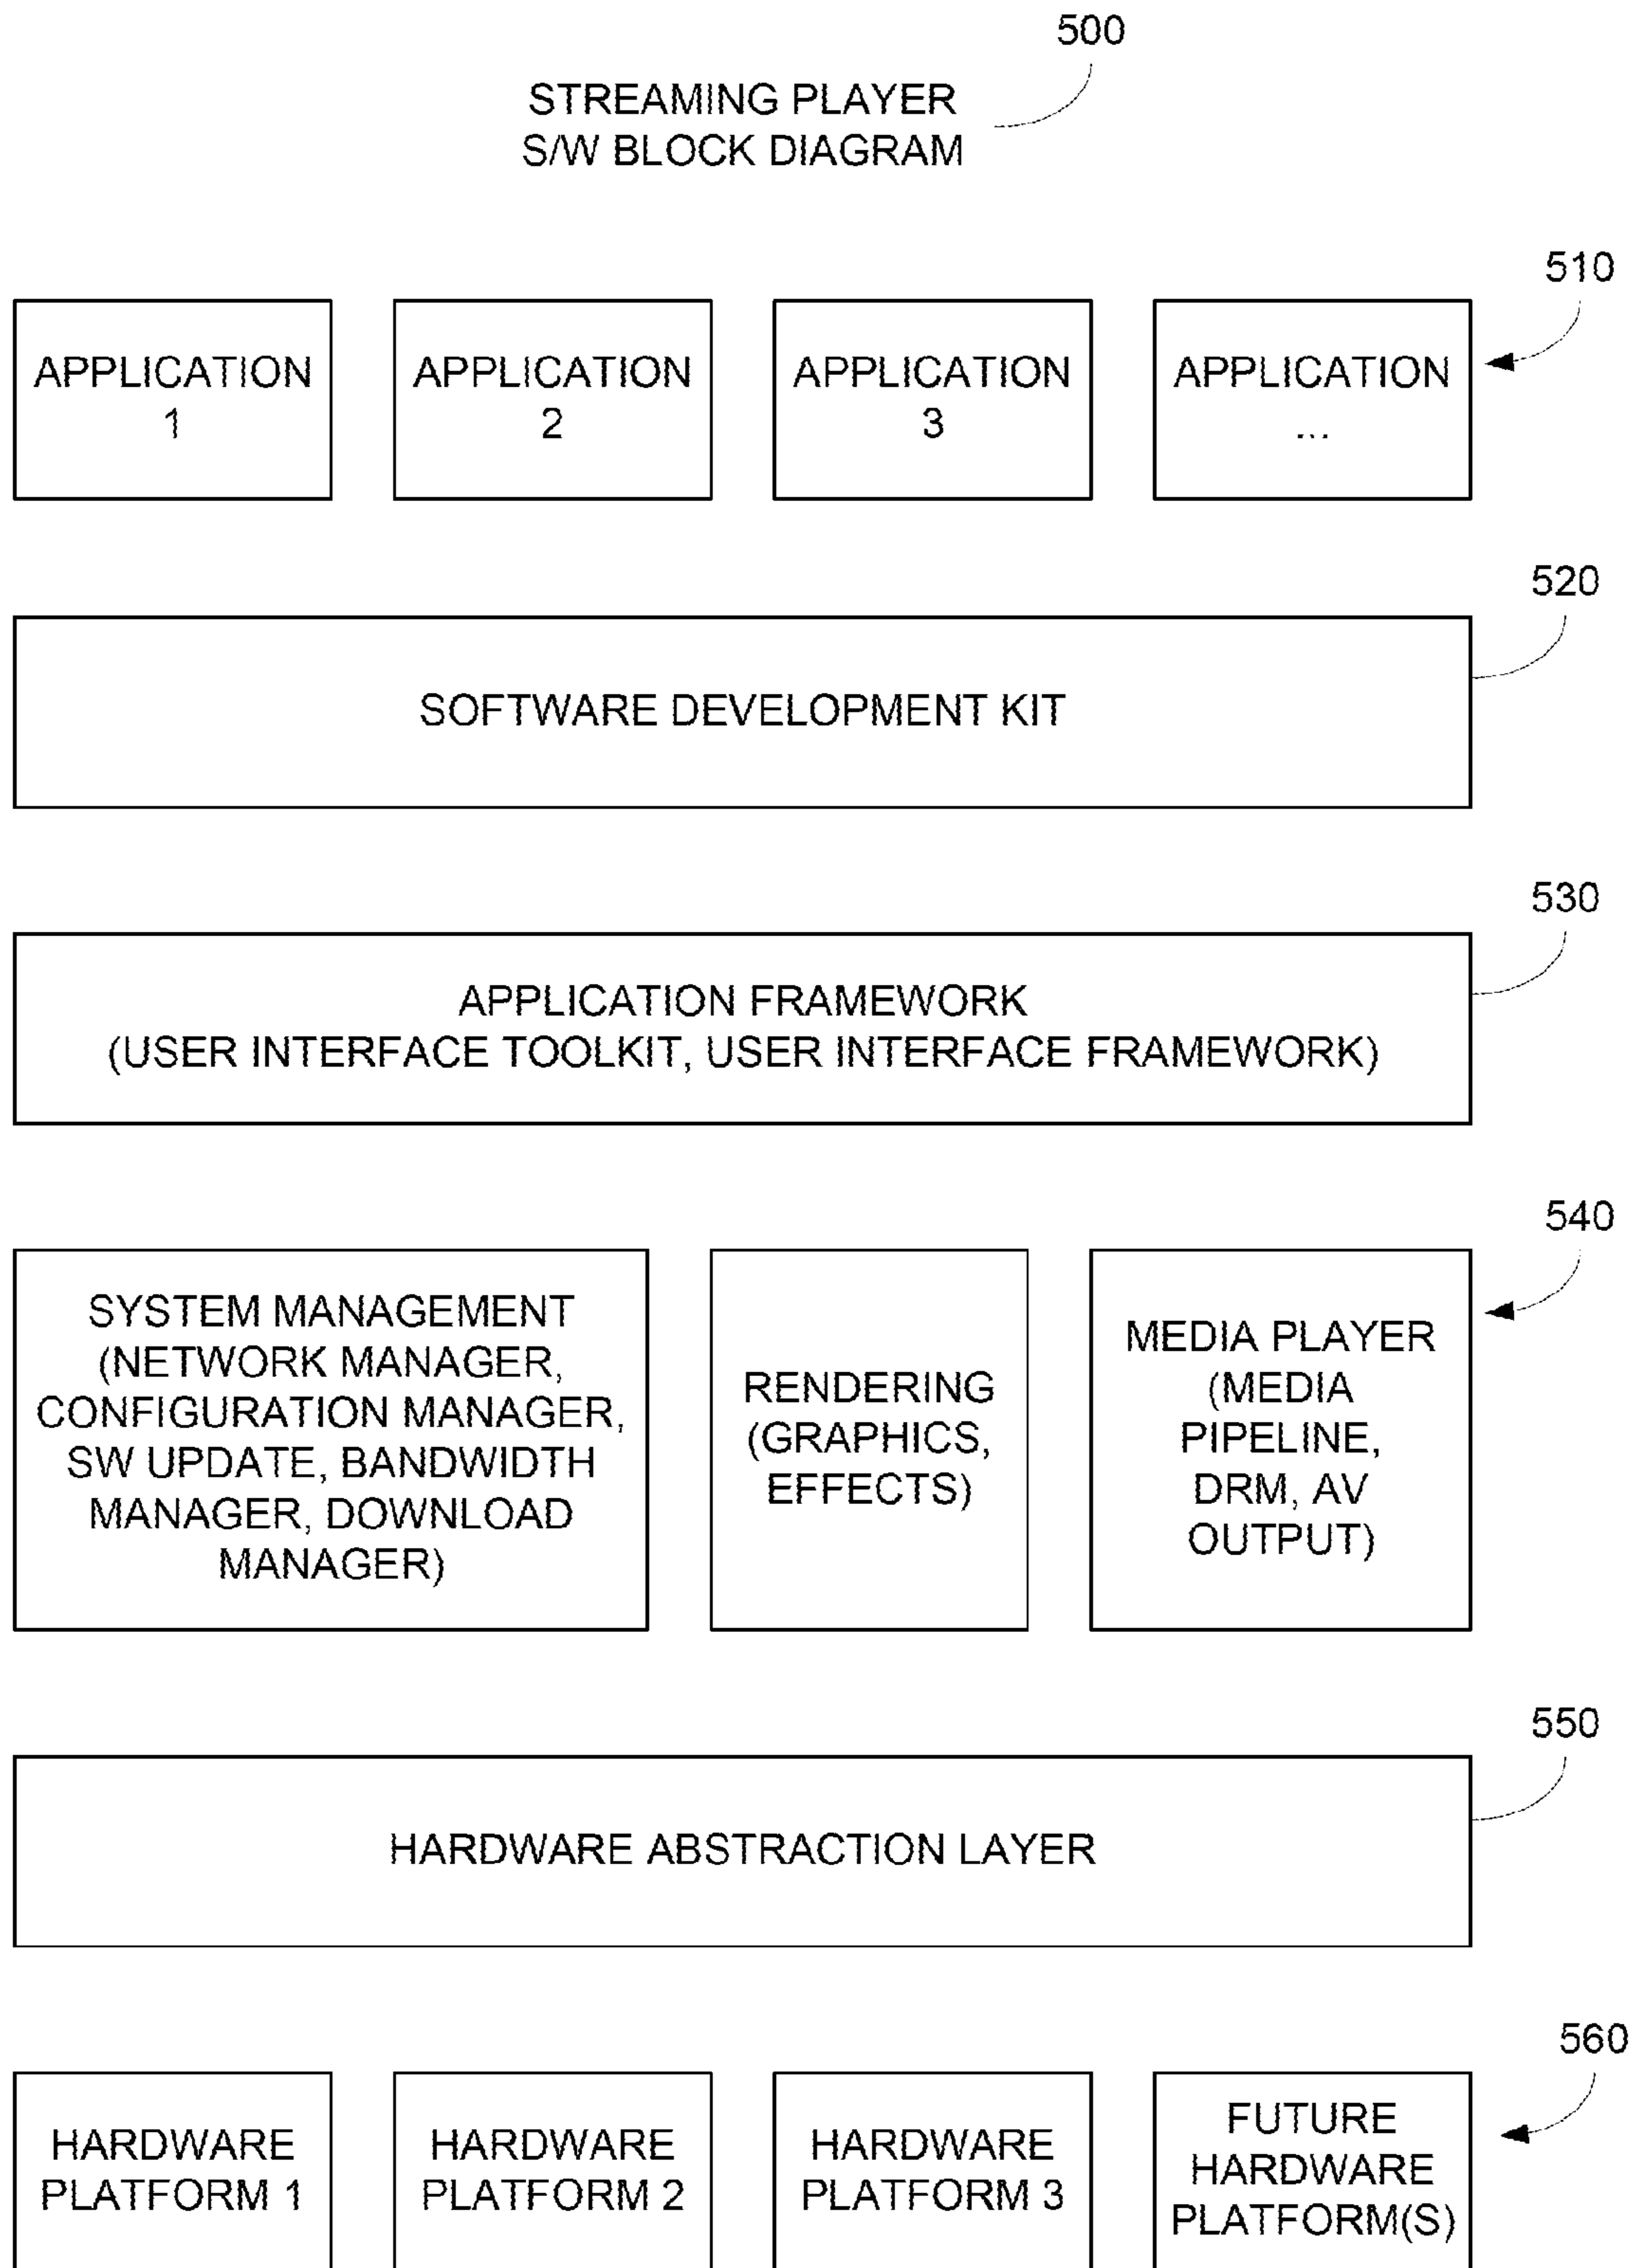 500
STREAMING PLAYER
S/W BLOCK DIAGRAM
510
APPLICATION
1
APPLICATION
2
APPLICATION
3
APPLICATION
...
520
SOFTWARE DEVELOPMENT KIT
530
APPLICATION FRAMEWORK
(USER INTERFACE TOOLKIT, USER INTERFACE FRAMEWORK)
540
SYSTEM MANAGEMENT
(NETWORK MANAGER,
CONFIGURATION MANAGER,
SW UPDATE, BANDWIDTH
MANAGER, DOWNLOAD
MANAGER)
RENDERING
(GRAPHICS,
EFFECTS)
MEDIA PLAYER
(MEDIA
PIPELINE,
DRM, AV
OUTPUT)
550
HARDWARE ABSTRACTION LAYER
560
HARDWARE
PLATFORM 1
HARDWARE
PLATFORM 2
HARDWARE
PLATFORM 3
FUTURE
HARDWARE
PLATFORM(S)